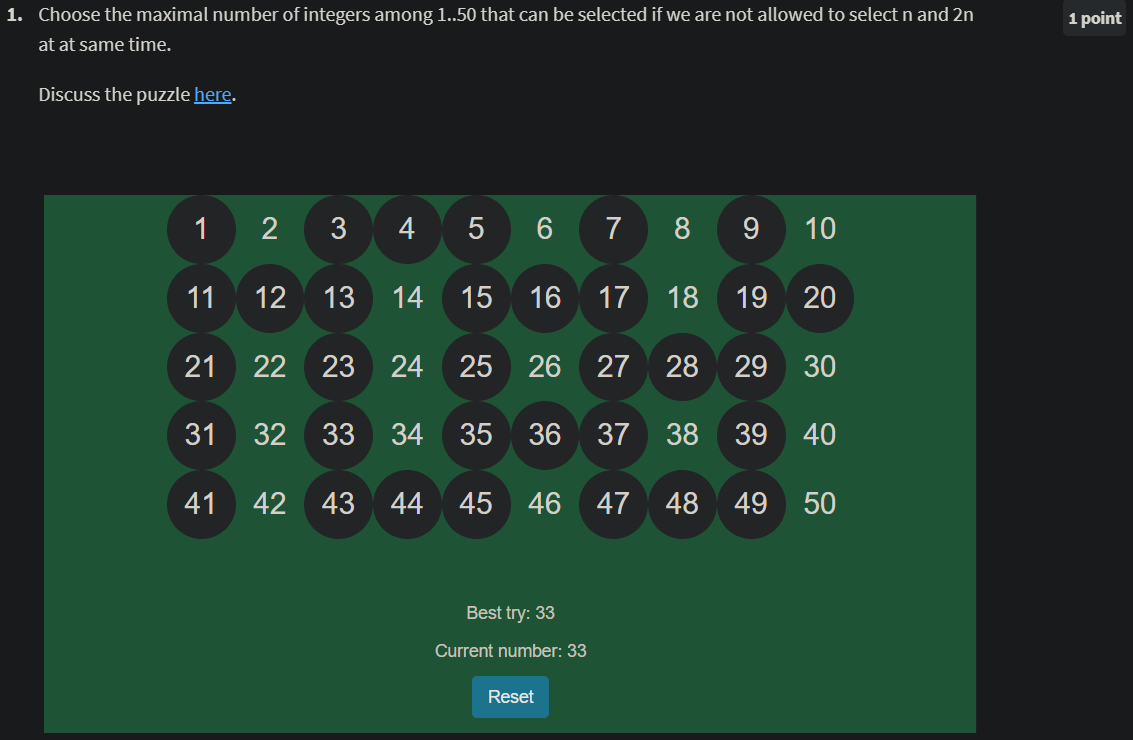 1. Choose the maximal number of integers among 1..50 that can be selected if we are not allowed to select n and 2n
1 point
at at same time.
Discuss the puzzle here.
1 2 3 4 5 6 7 8 9 10
11 12 13 14 15 16 17 18 19 20
21 22 23 24 25 26 27 28 29 30
31 32 33 34 35 36 37 38 39 40
41 42 43 44 45 46 47 48 49 50
Best try: 33
Current number: 33
Reset